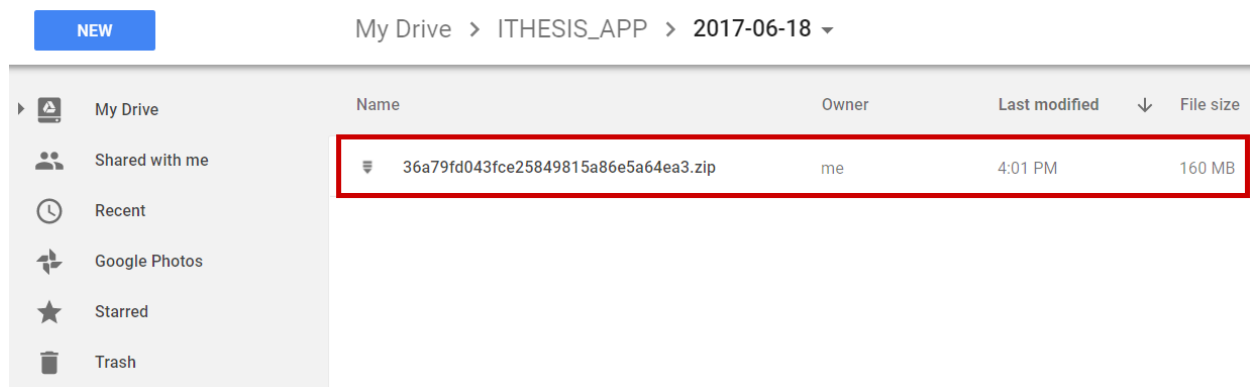 NEW
My Drive > ITHESIS_APP > 2017-06-18
My Drive
Shared with me
Recent
Google Photos
Starred
Trash
Name Owner Last modified File size
36a79fd043fce25849815a86e5a64ea3.zip me 4:01 PM 160 MB